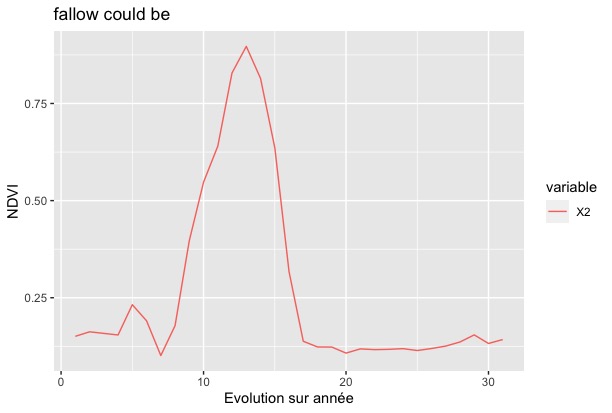 fallow could be
NDVI
0.75
0.50
0.25
0 10 20 30
Evolution sur année
variable
X2